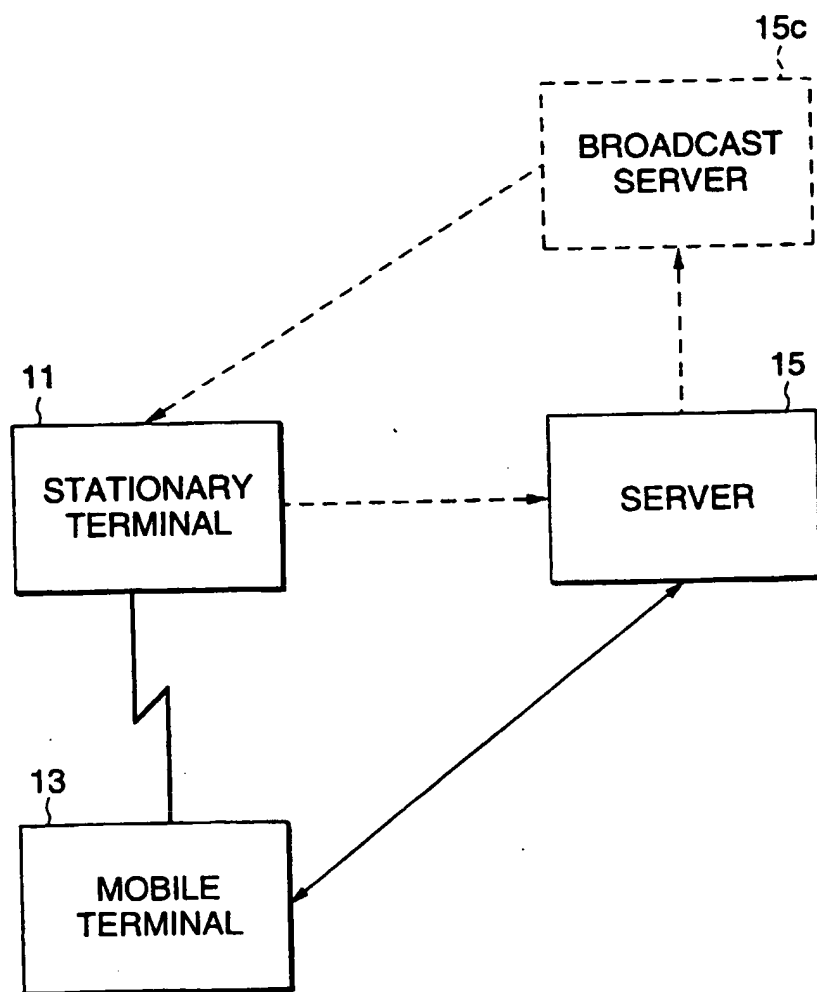 15c
BROADCAST
SERVER
11
15
STATIONARY
TERMINAL
SERVER
13
MOBILE
TERMINAL